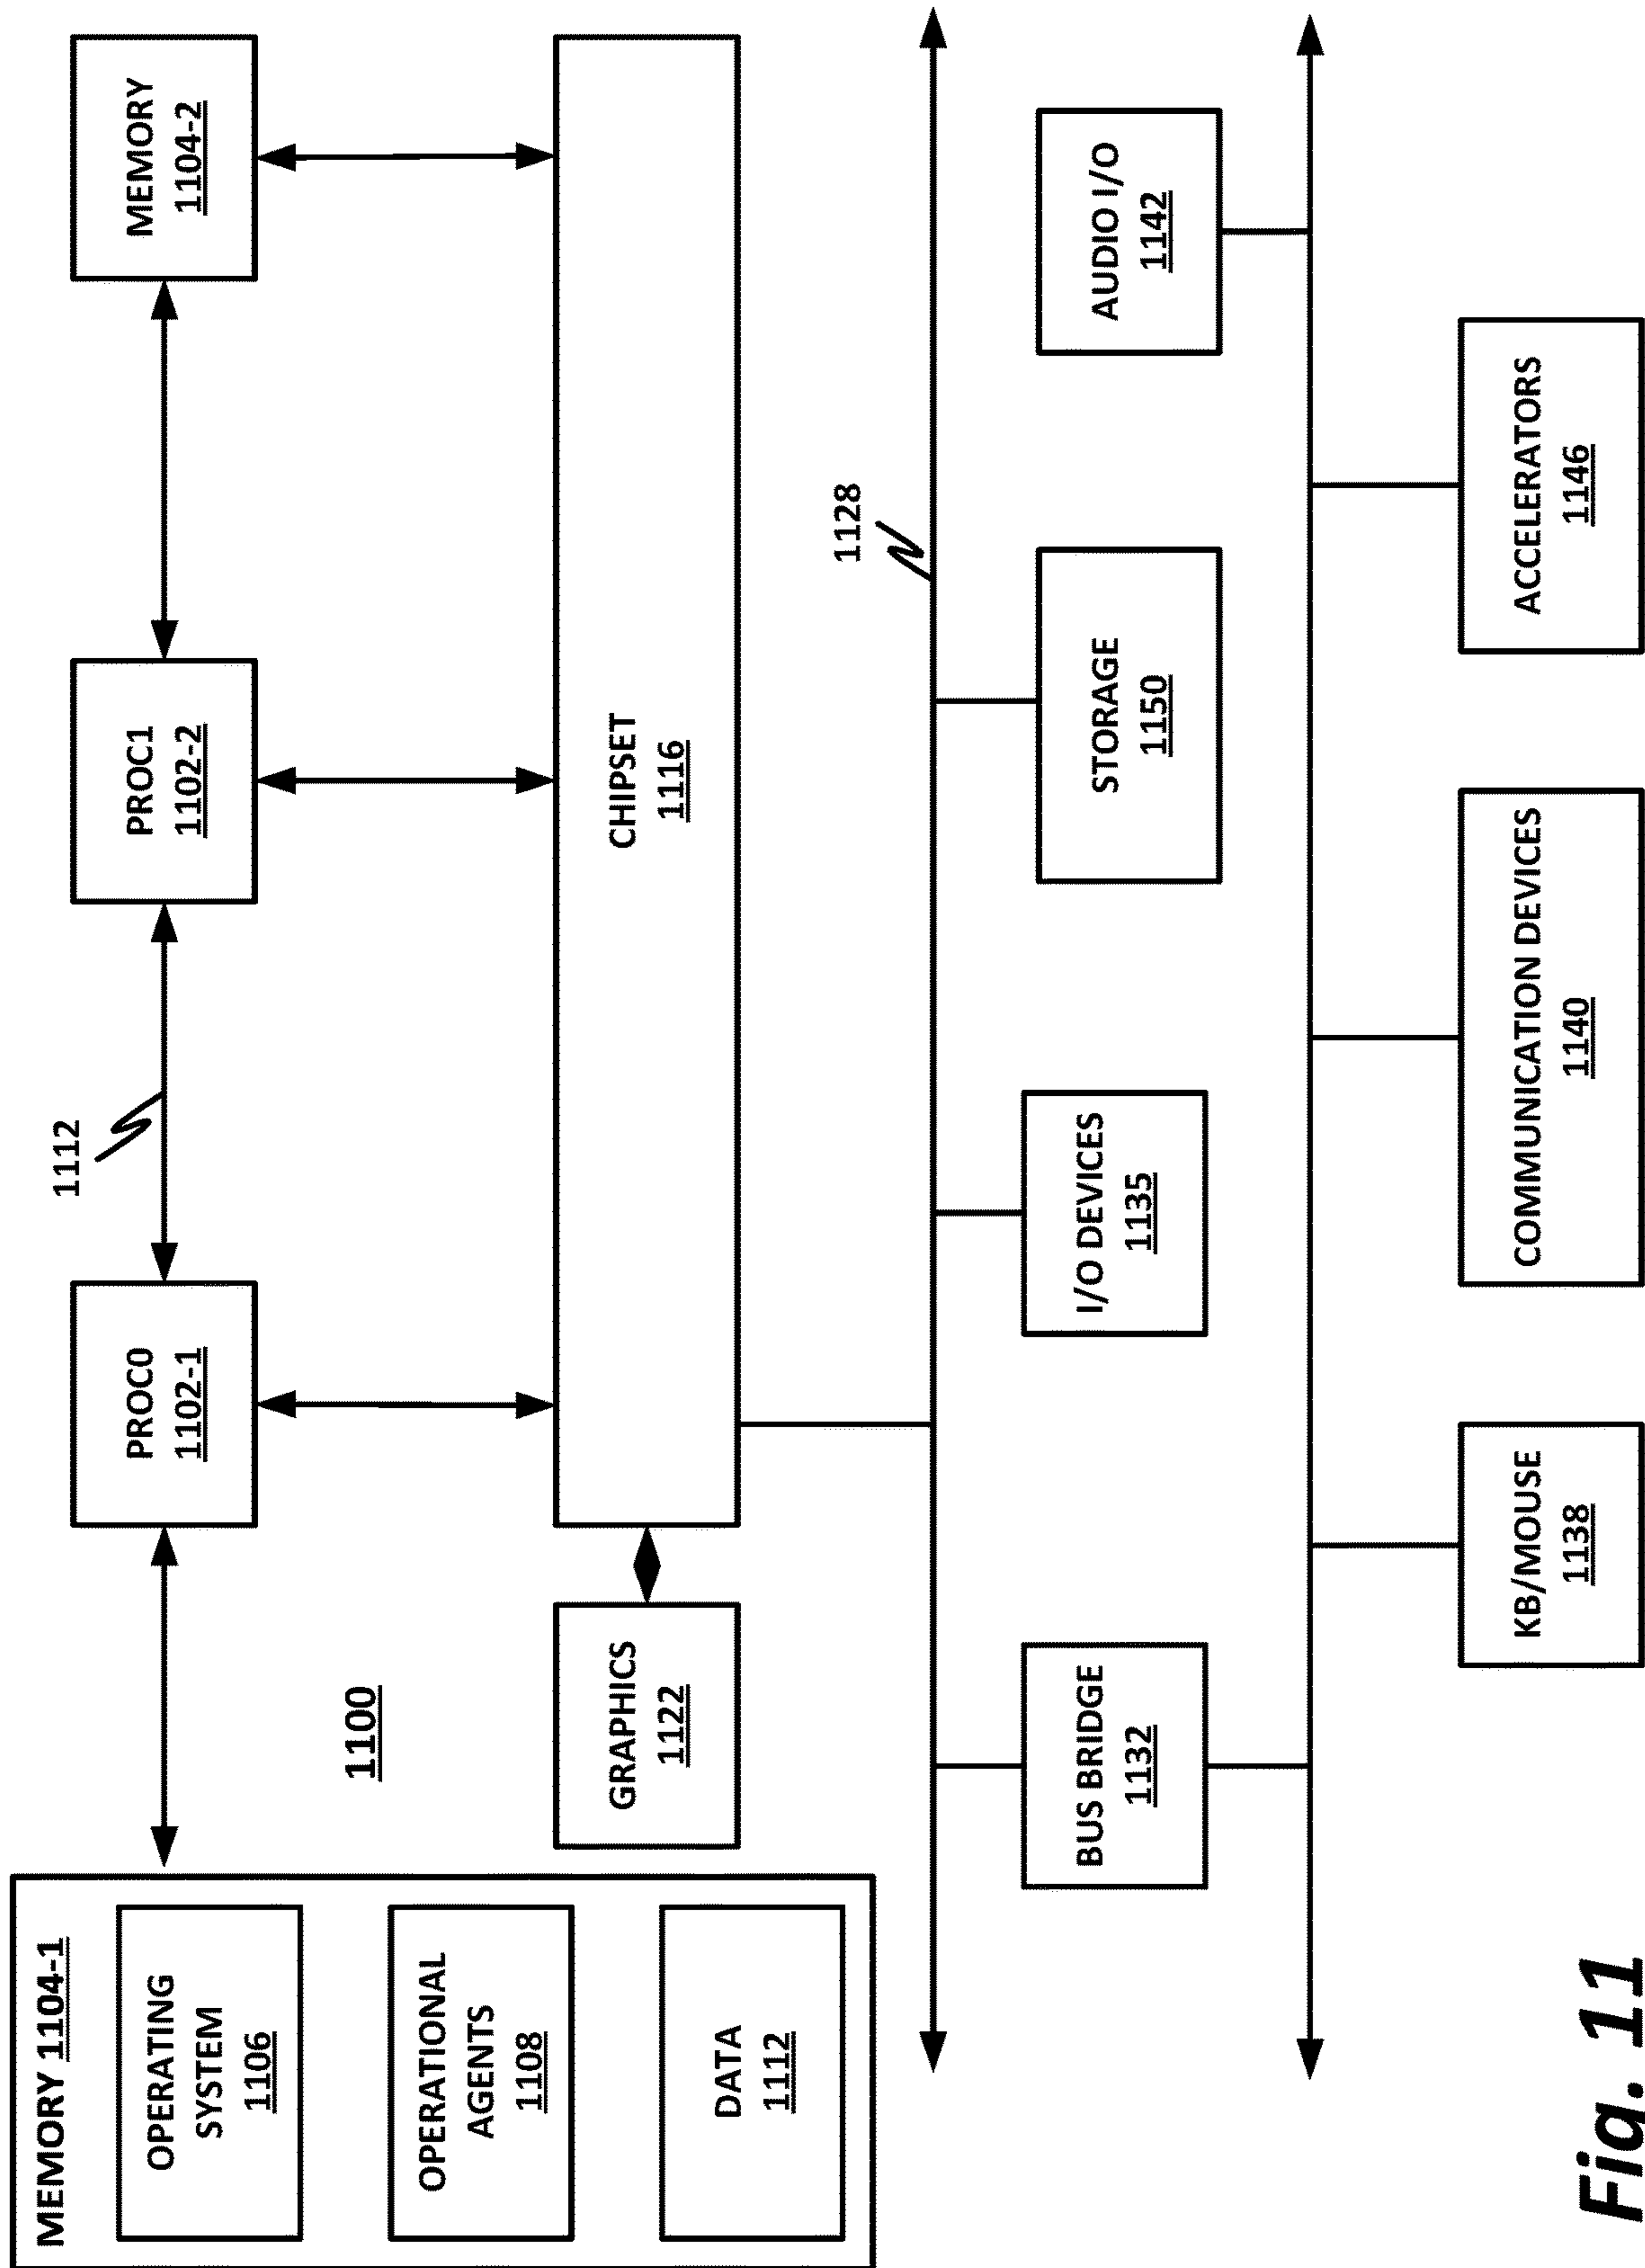 MEMORY 1104-1
OPERATING
SYSTEM
1106
OPERATIONAL
AGENTS
1108
DATA
1112
1112
PROC0
1102-1
PROC1
1102-2
MEMORY
1104-2
1100
GRAPHICS
1122
CHIPSET
1116
1128
BUS BRIDGE
1132
I/O DEVICES
1135
STORAGE
1150
AUDIO I/O
1142
KB/MOUSE
1138
COMMUNICATION DEVICES
1140
ACCELERATORS
1146
Fig. 11